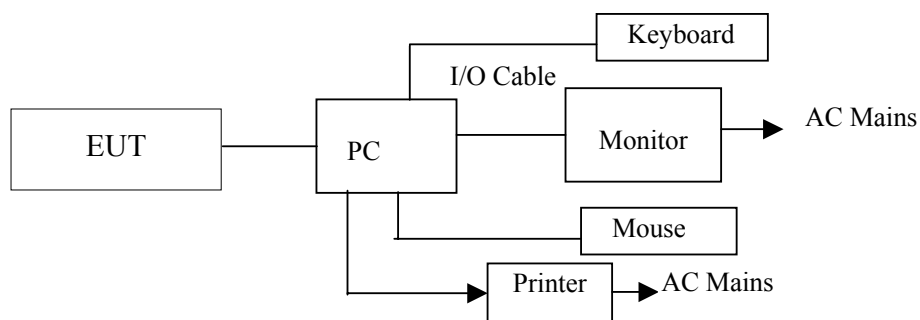 Keyboard
I/O Cable
AC Mains
EUT
PC
Monitor
Mouse
Printer
AC Mains